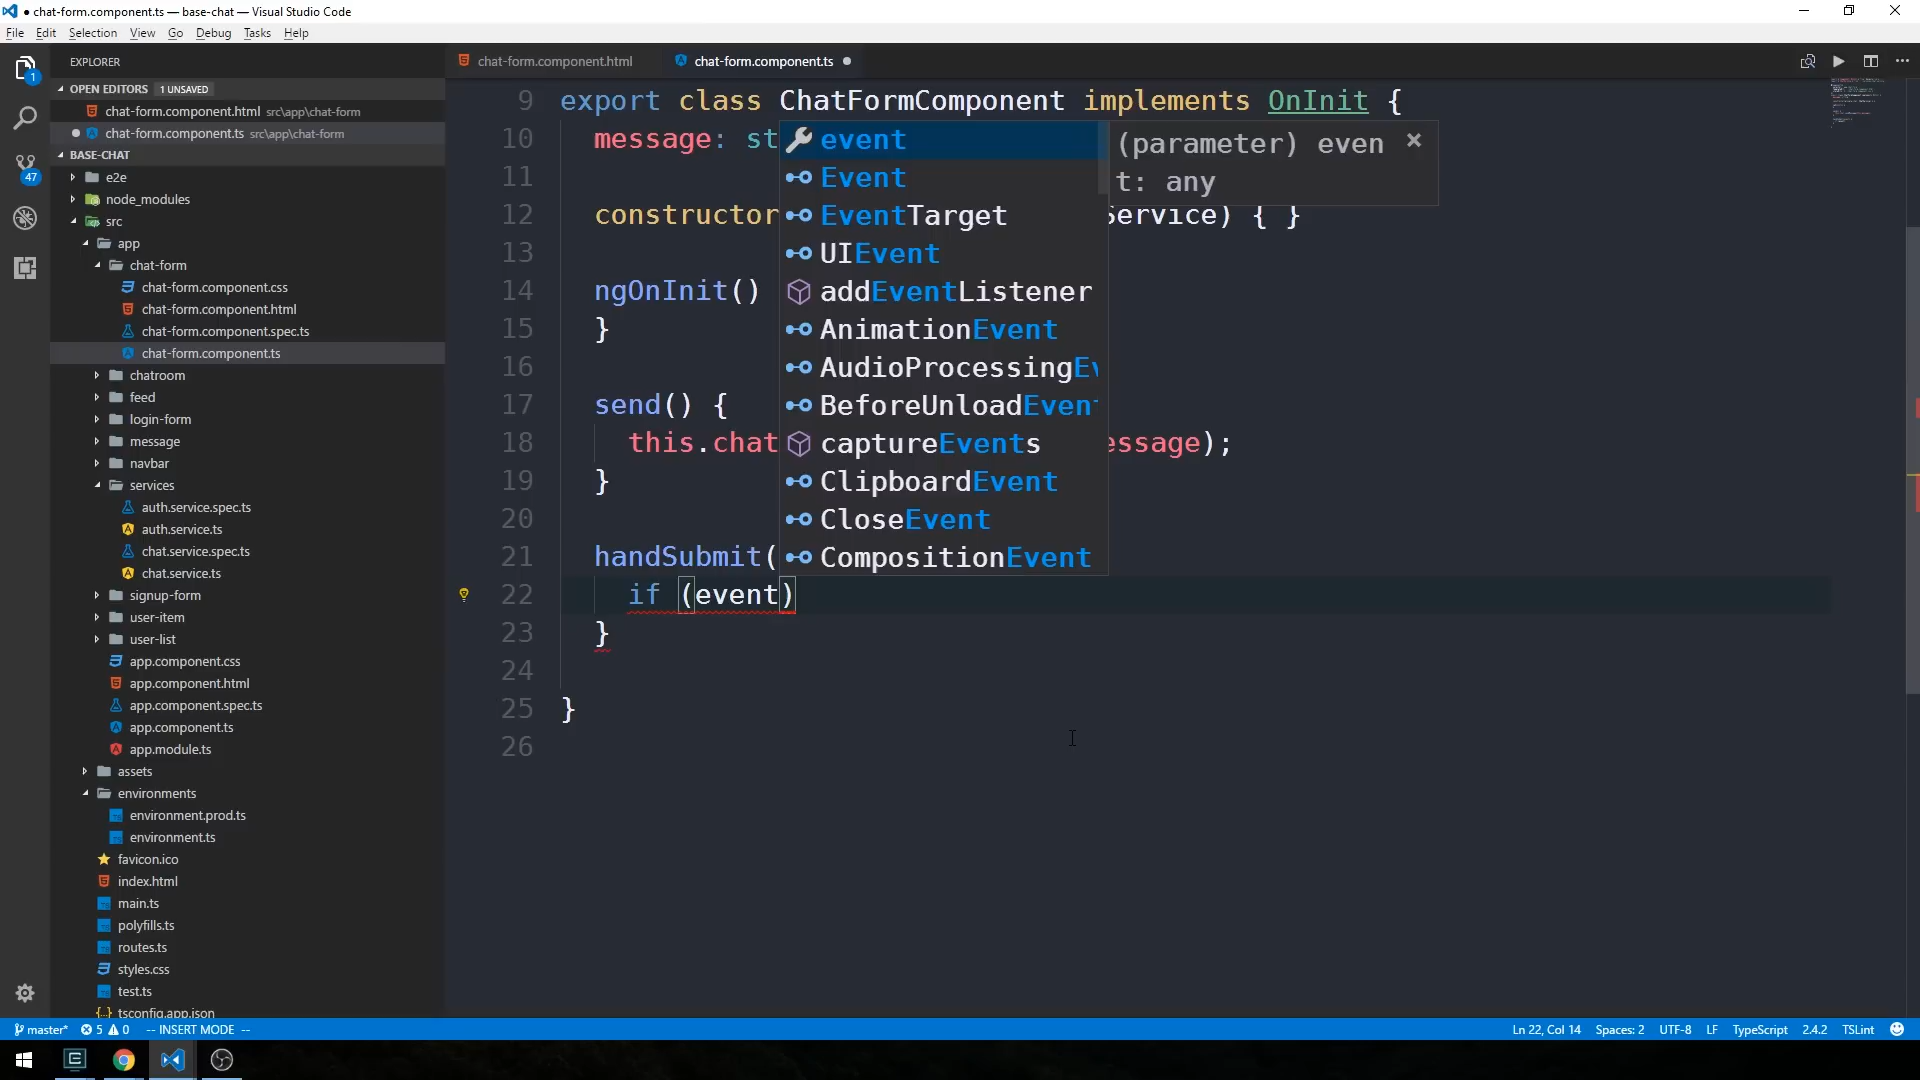 ● chat-form.component.ts — base-chat — Visual Studio Code
File Edit Selection View Go Debug Tasks Help
EXPLORER
OPEN EDITORS 1 UNSAVED
chat-form.component.html src\app\chat-form
● chat-form.component.ts src\app\chat-form
BASE-CHAT
e2e
node_modules
src
app
chat-form
chat-form.component.css
chat-form.component.html
chat-form.component.spec.ts
chat-form.component.ts
chatroom
feed
login-form
message
navbar
services
auth.service.spec.ts
auth.service.ts
chat.service.spec.ts
chat.service.ts
signup-form
user-item
user-list
app.component.css
app.component.html
app.component.spec.ts
app.component.ts
app.module.ts
assets
environments
environment.prod.ts
environment.ts
favicon.ico
index.html
main.ts
polyfills.ts
routes.ts
styles.css
test.ts
tsconfig.app.json
1
47
chat-form.component.html chat-form.component.ts ●
9 export class ChatFormComponent implements OnInit {
10 message: st
11
12 constructor Service) { }
13
14 ngOnInit()
15 }
16
17 send() {
18 this.chat essage);
19 }
20
21 handSubmit(
22 if (event)
23 }
24
25 }
26
event
Event
EventTarget
UIEvent
addEventListener
AnimationEvent
AudioProcessingEv
BeforeUnloadEvent
captureEvents
ClipboardEvent
CloseEvent
CompositionEvent
(parameter) even
t: any
master* 5 0 -- INSERT MODE -- Ln 22, Col 14 Spaces: 2 UTF-8 LF TypeScript 2.4.2 TSLint